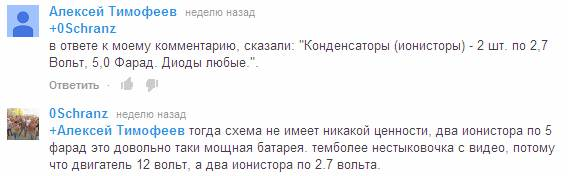 Алексей Тимофеев неделю назад
+0Schranz
в ответе к моему комментарию, сказали: "Конденсаторы (ионисторы) - 2 шт. по 2,7
Вольт, 5,0 Фарад. Диоды любые.".
Ответить ·
0Schranz неделю назад
+Алексей Тимофеев тогда схема не имеет никакой ценности, два ионистора по 5
фарад это довольно таки мощная батарея. темболее нестыковочка с видео, потому
что двигатель 12 вольт, а два ионистора по 2.7 вольта.